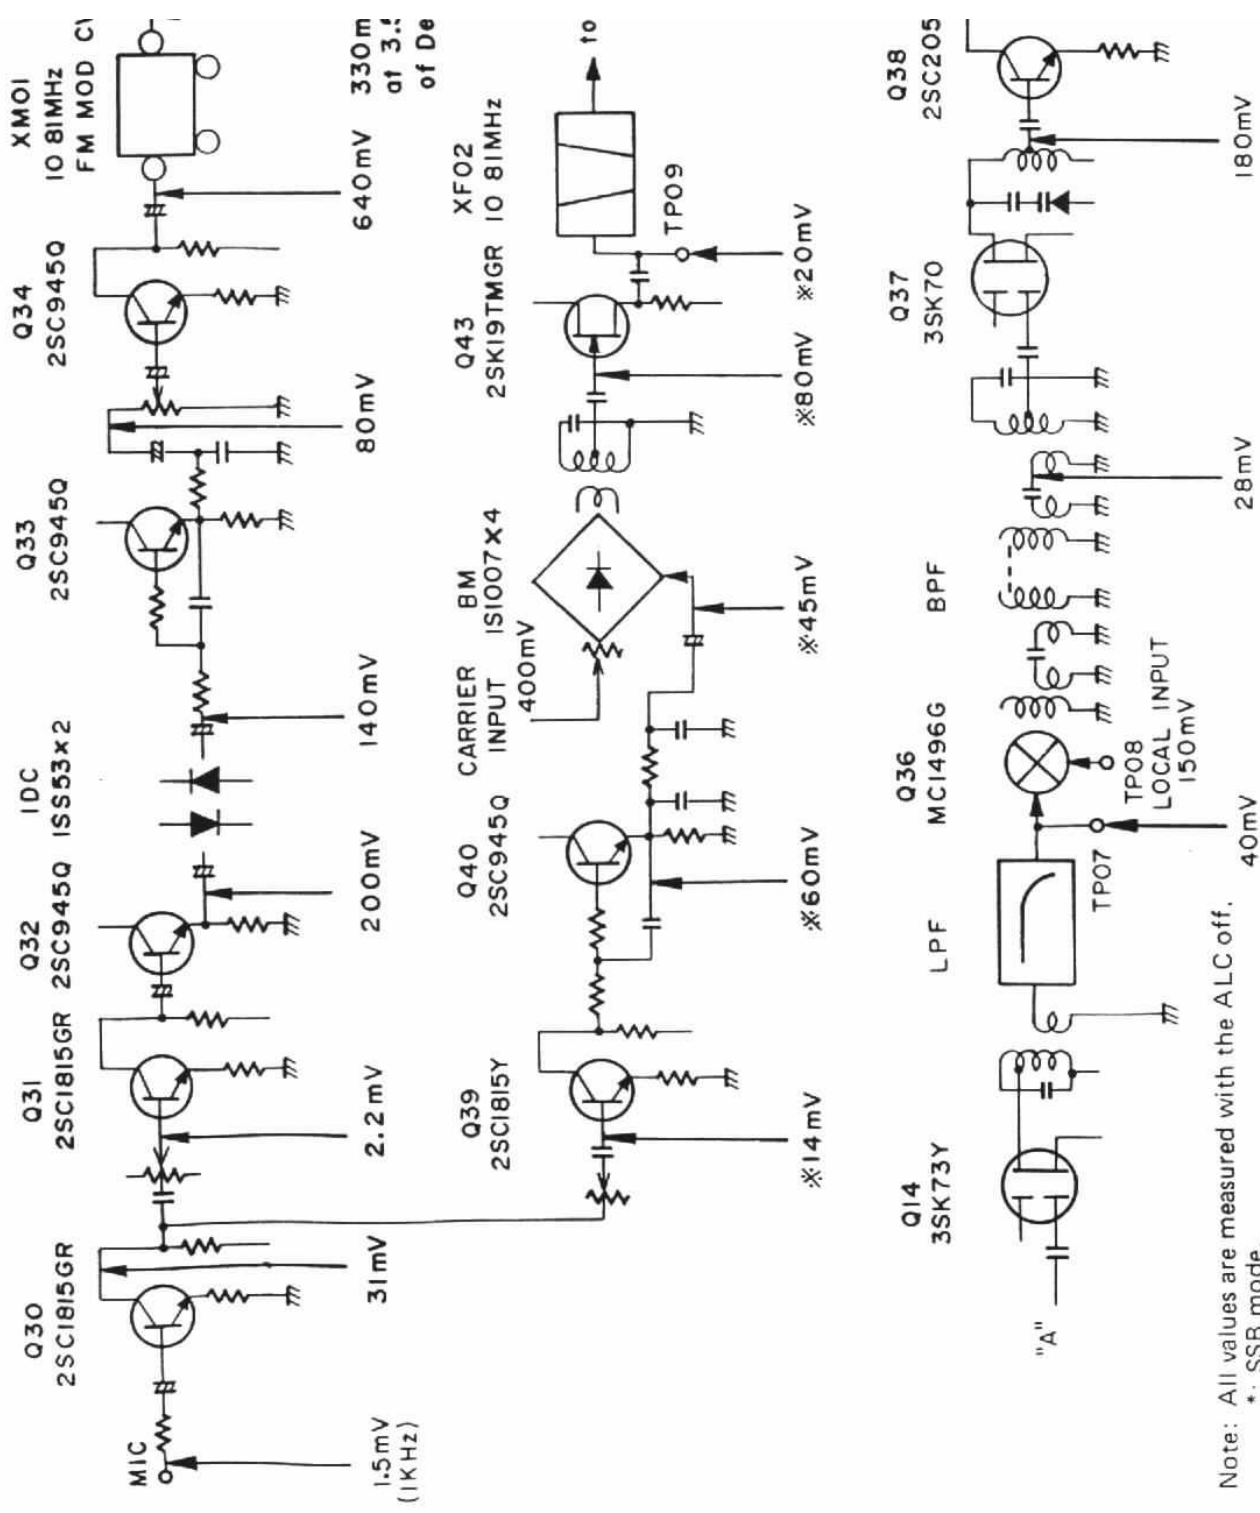 MIC
1.5mV
(1KHz)
Q30
2SC1815GR
31mV
Q31
2SC1815GR
2.2mV
Q32
2SC945Q
200mV
IDC
1SS53x2
140mV
Q33
2SC945Q
80mV
Q34
2SC945Q
640mV
XM01
10 81MHz
FM MOD
330m
at 3.
of De
Q39
2SC1815Y
※14mV
Q40
2SC945Q
※60mV
CARRIER
INPUT
400mV
BM
1S1007x4
※45mV
Q43
2SK19TMGR
※80mV
XF02
10 81MHz
TP09
※20mV
to
"A"
Q14
3SK73Y
LPF
TP07
40mV
Q36
MC1496G
TP08
LOCAL INPUT
150mV
BPF
28mV
Q37
3SK70
Q38
2SC205
180mV
Note: All values are measured with the ALC off.
*: SSB mode